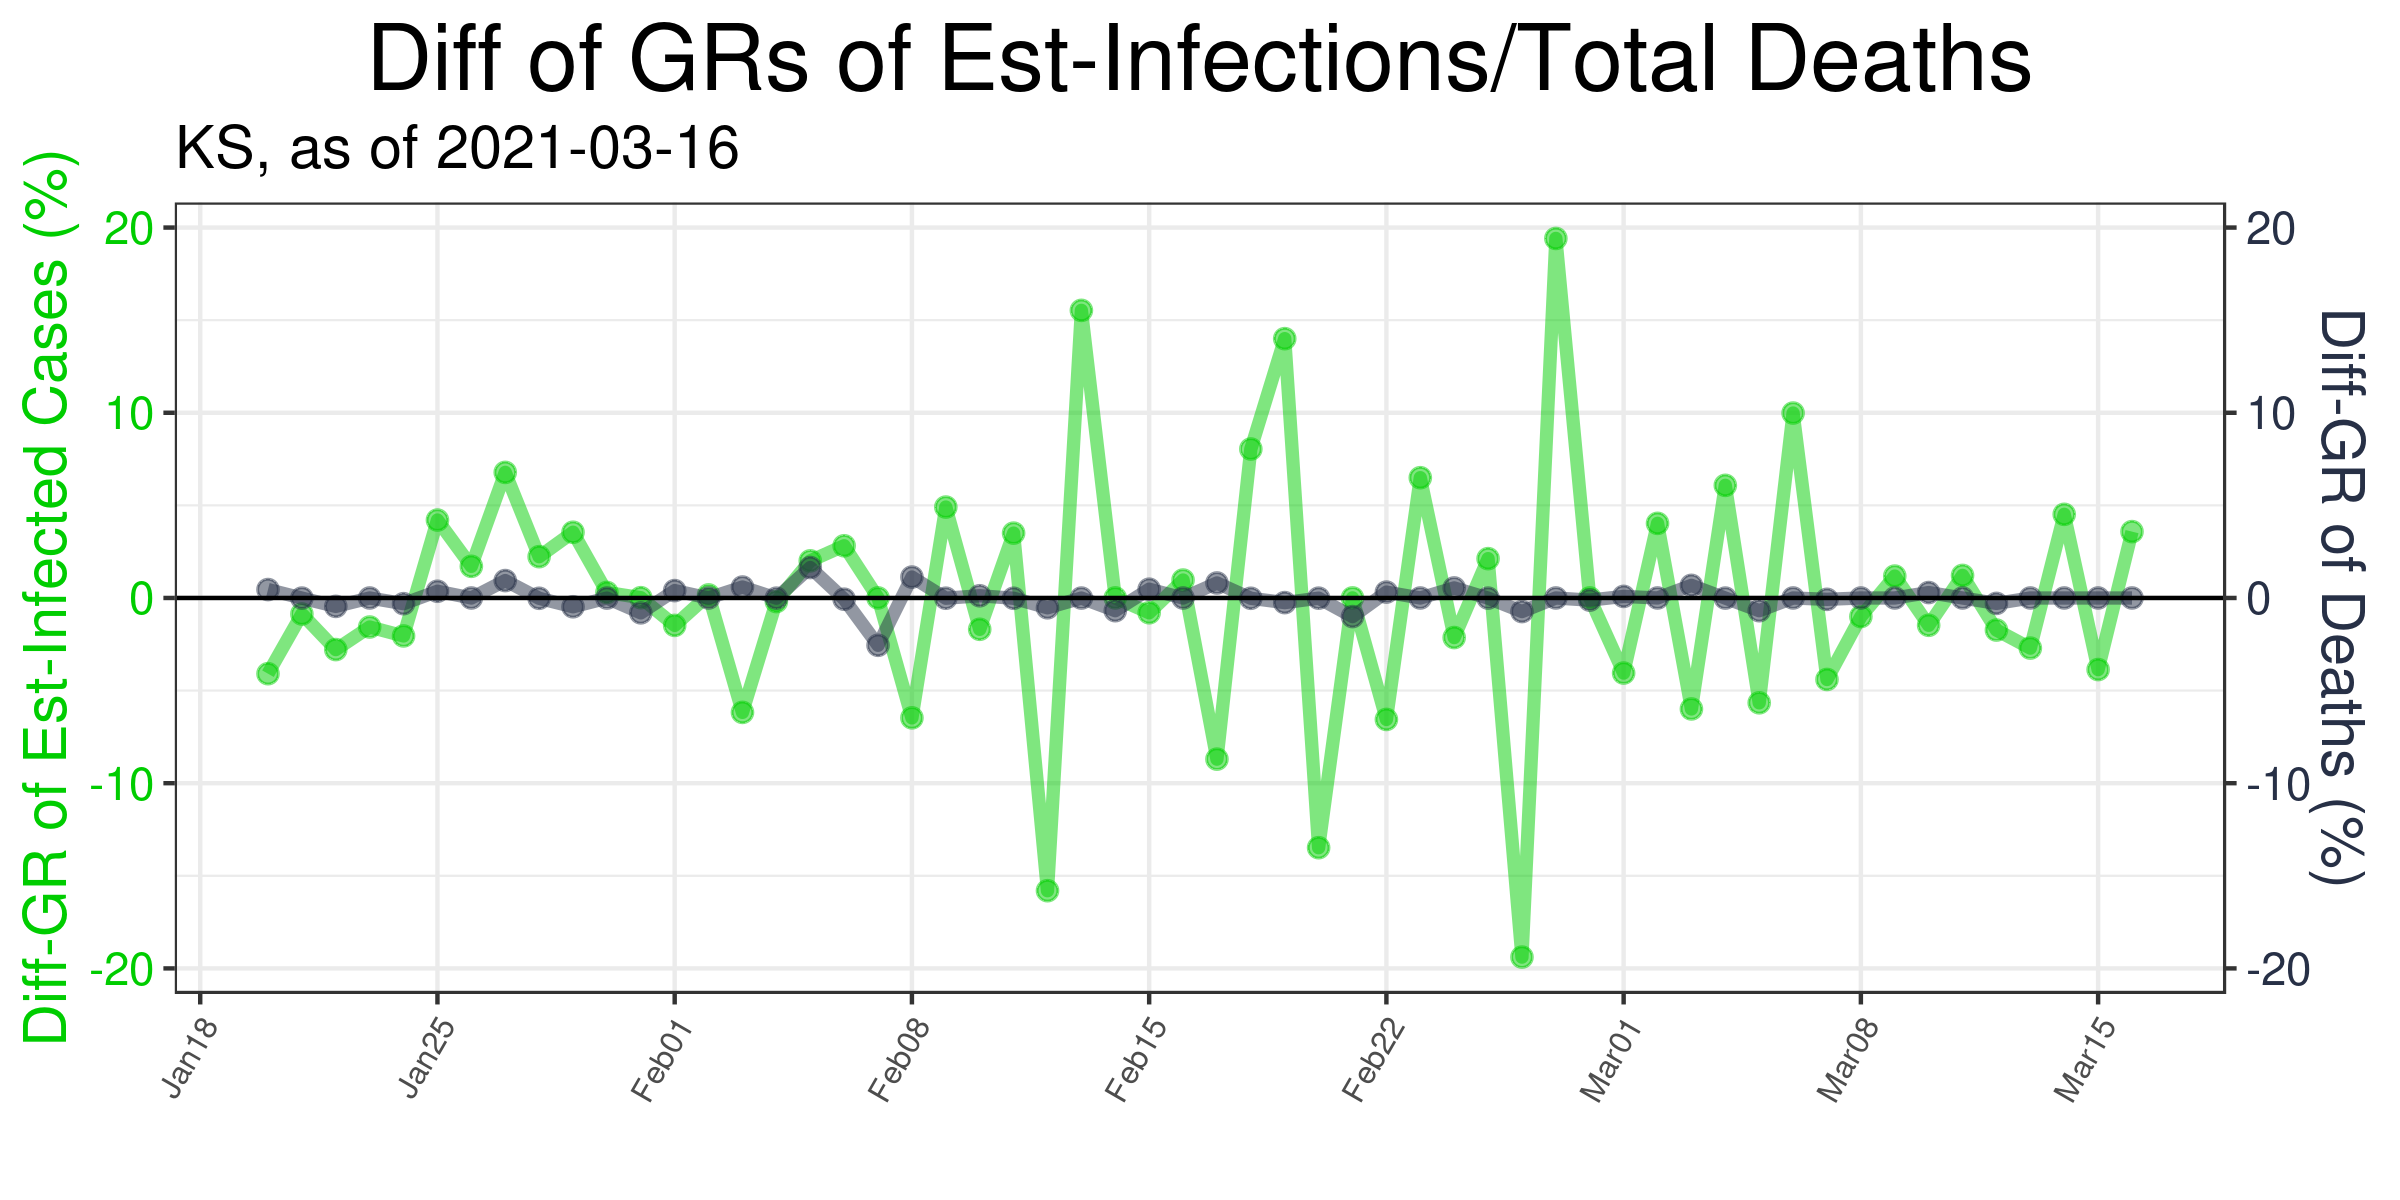 Diff of GRs of Est-Infections/Total Deaths
KS, as of 2021-03-16
Diff-GR of Est-Infected Cases (%)
20
10
0
-10
-20
20
10
0
-10
-20
Diff-GR of Deaths (%)
Jan18
Jan25
Feb01
Feb08
Feb15
Feb22
Mar01
Mar08
Mar15